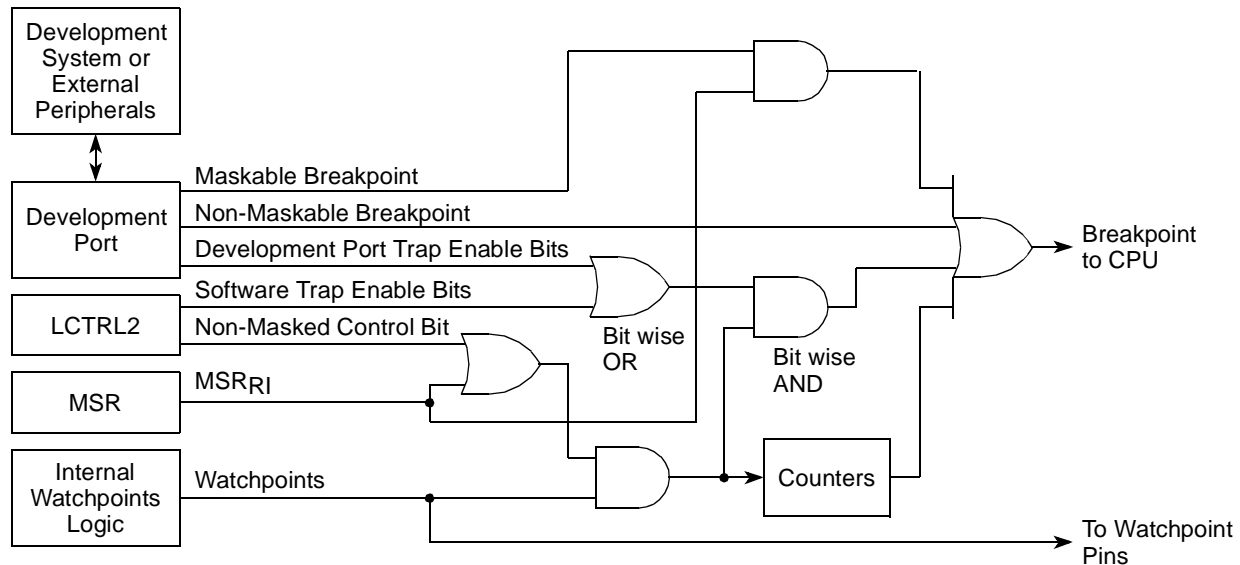 Development
System or
External
Peripherals
Maskable Breakpoint
Development
Port
Non-Maskable Breakpoint
Development Port Trap Enable Bits
Breakpoint
to CPU
Software Trap Enable Bits
LCTRL2
Non-Masked Control Bit
Bit wise
OR
Bit wise
AND
MSRRI
MSR
Internal
Watchpoints
Logic
Watchpoints
Counters
To Watchpoint
Pins